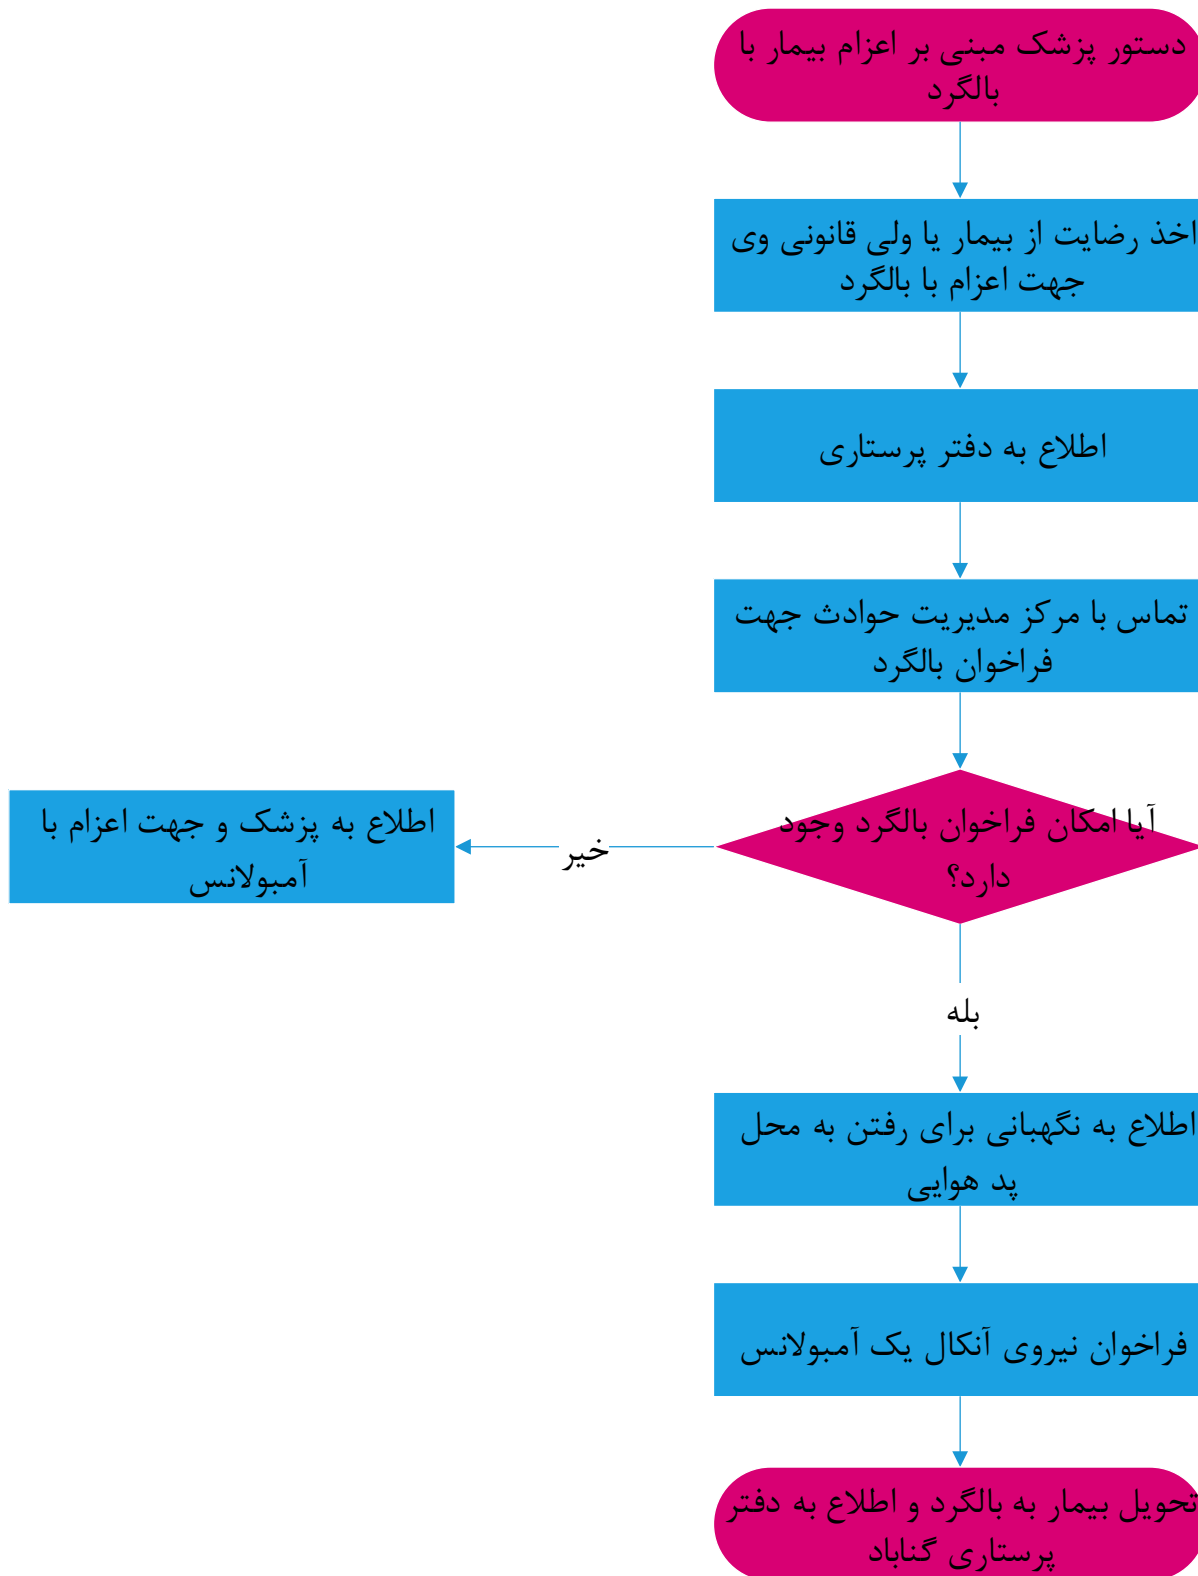 دستور پزشک مبنی بر اعزام بیمار با
بالگرد
اخذ رضایت از بیمار یا ولی قانونی وی
جهت اعزام با بالگرد
اطلاع به دفتر پرستاری
تماس با مرکز مدیریت حوادث جهت
فراخوان بالگرد
آیا امکان فراخوان بالگرد وجود
دارد؟
خیر
اطلاع به پزشک و جهت اعزام با
آمبولانس
بله
اطلاع به نگهبانی برای رفتن به محل
پد هوایی
فراخوان نیروی آنکال یک آمبولانس
تحویل بیمار به بالگرد و اطلاع به دفتر
پرستاری گناباد